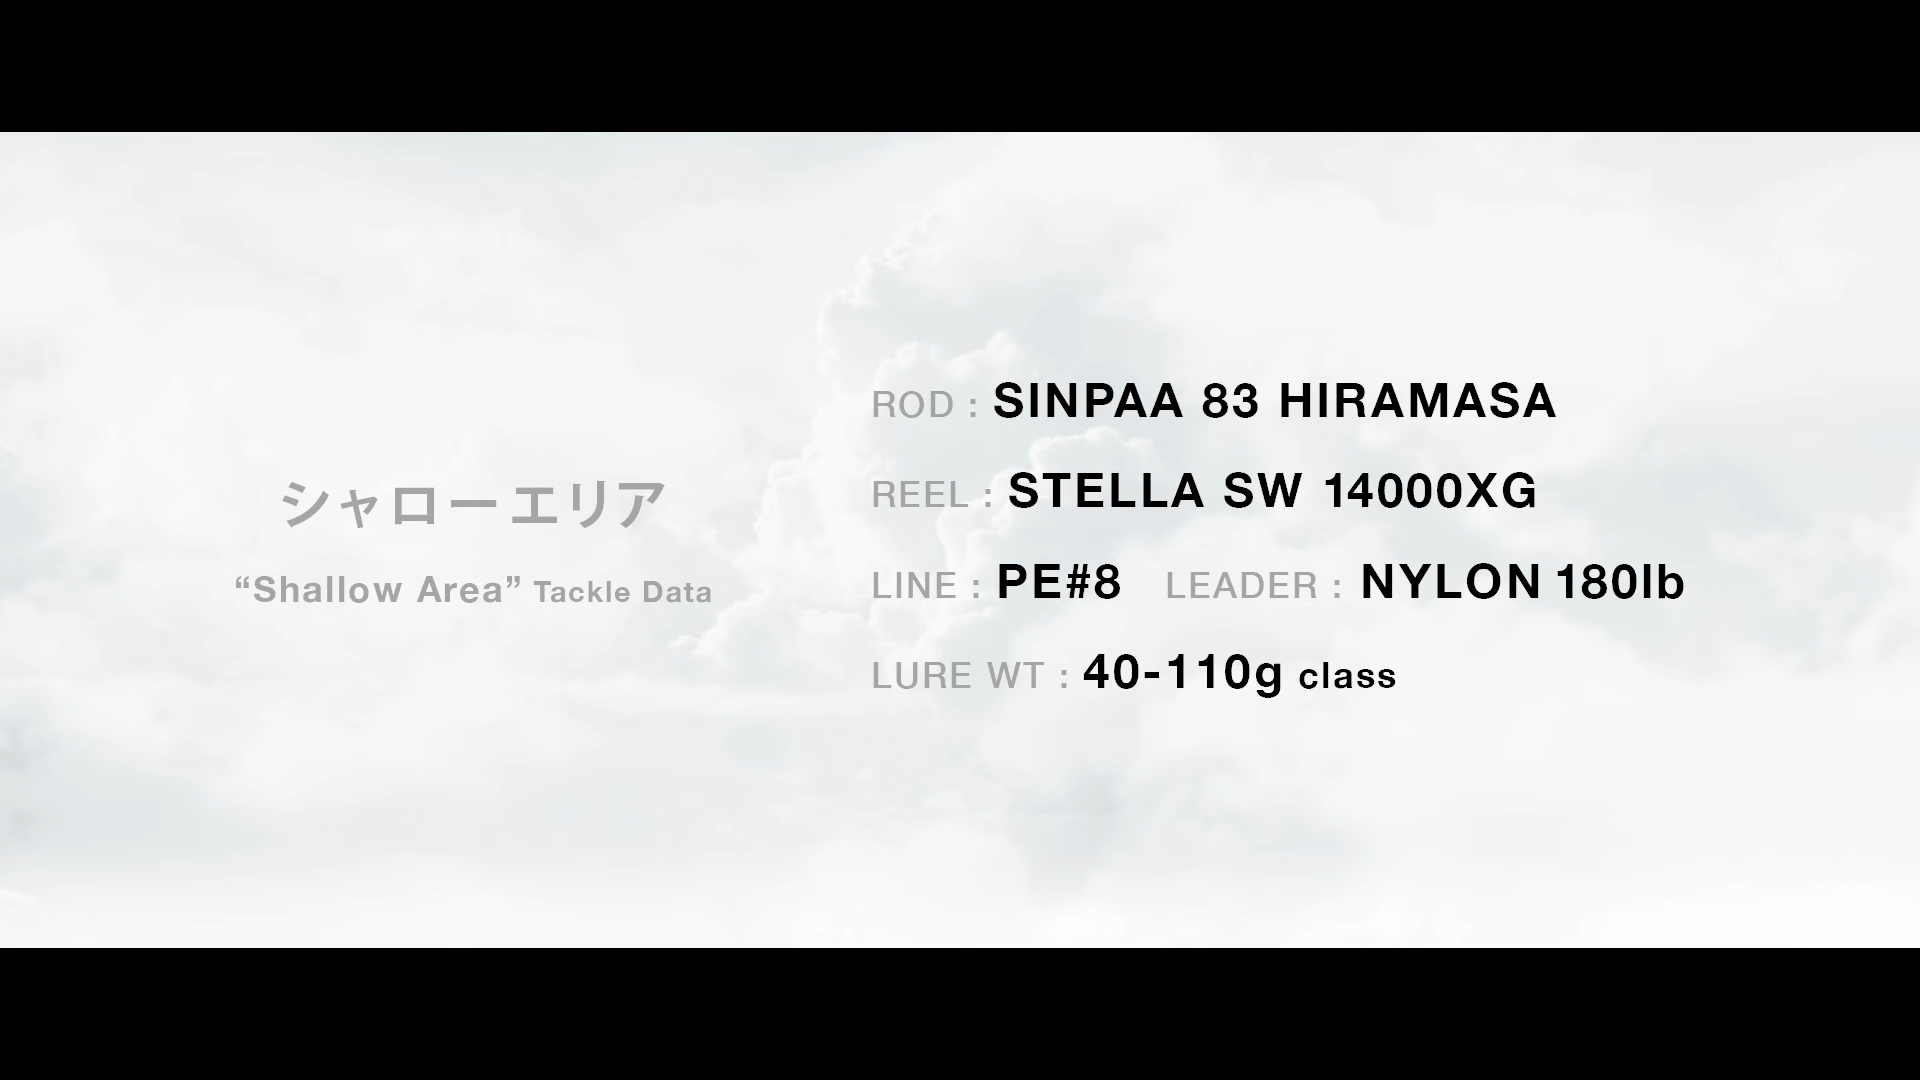 シャローエリア
“Shallow Area” Tackle Data
ROD : SINPAA 83 HIRAMASA
REEL : STELLA SW 14000XG
LINE : PE#8 LEADER : NYLON 180lb
LURE WT : 40-110g class